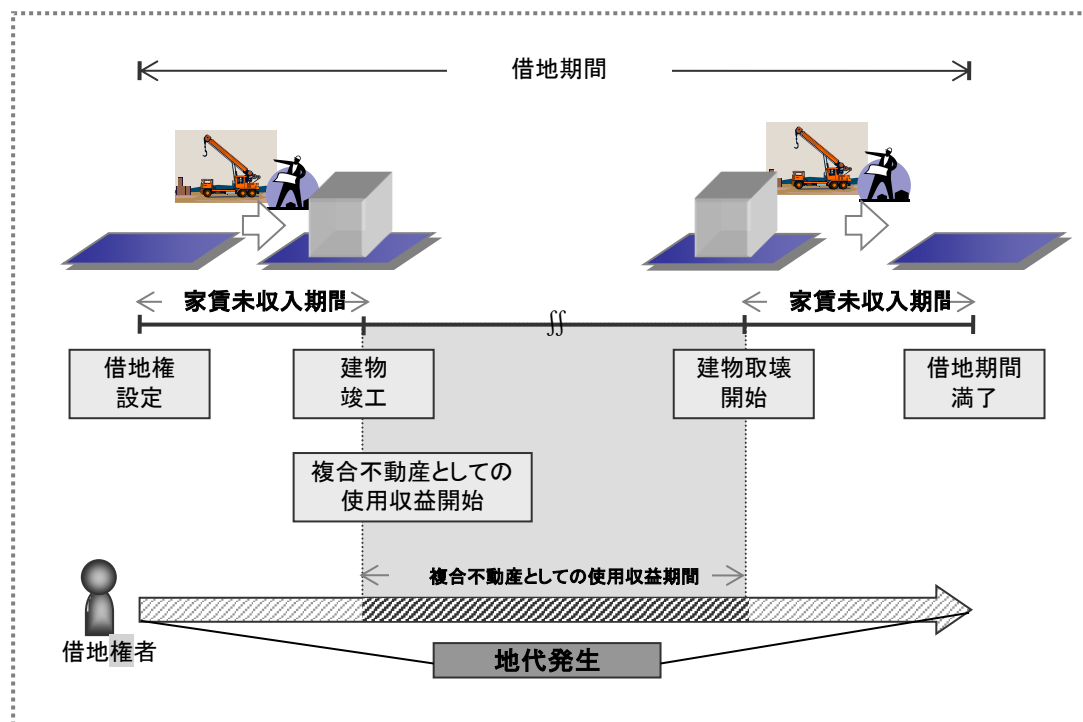 借地期間
家賃未収入期間
家賃未収入期間
∬
借地権
設定
建物
竣工
建物取壊
開始
借地期間
満了
複合不動産としての
使用収益開始
複合不動産としての使用収益期間
借地権者
地代発生